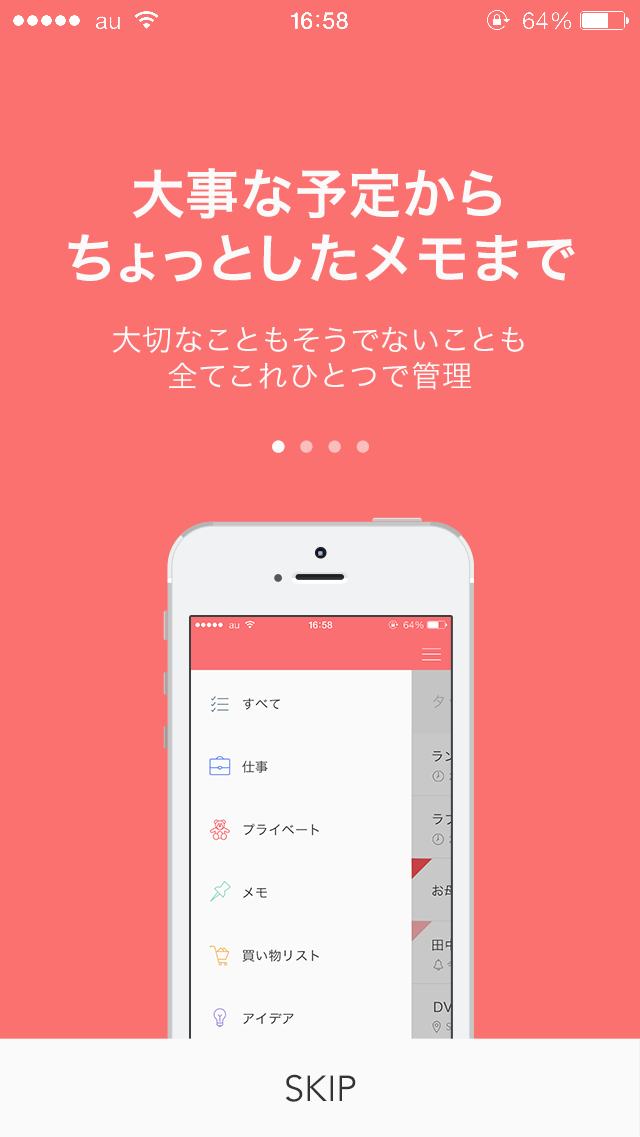 au 16:58 64%
大事な予定から
ちょっとしたメモまで
大切なこともそうでないことも
全てこれひとつで管理
au 16:58 64%
すべて
仕事
プライベート
メモ
買い物リスト
アイデア
タ
ラン
ラフ
お母
田中
DV
SKIP